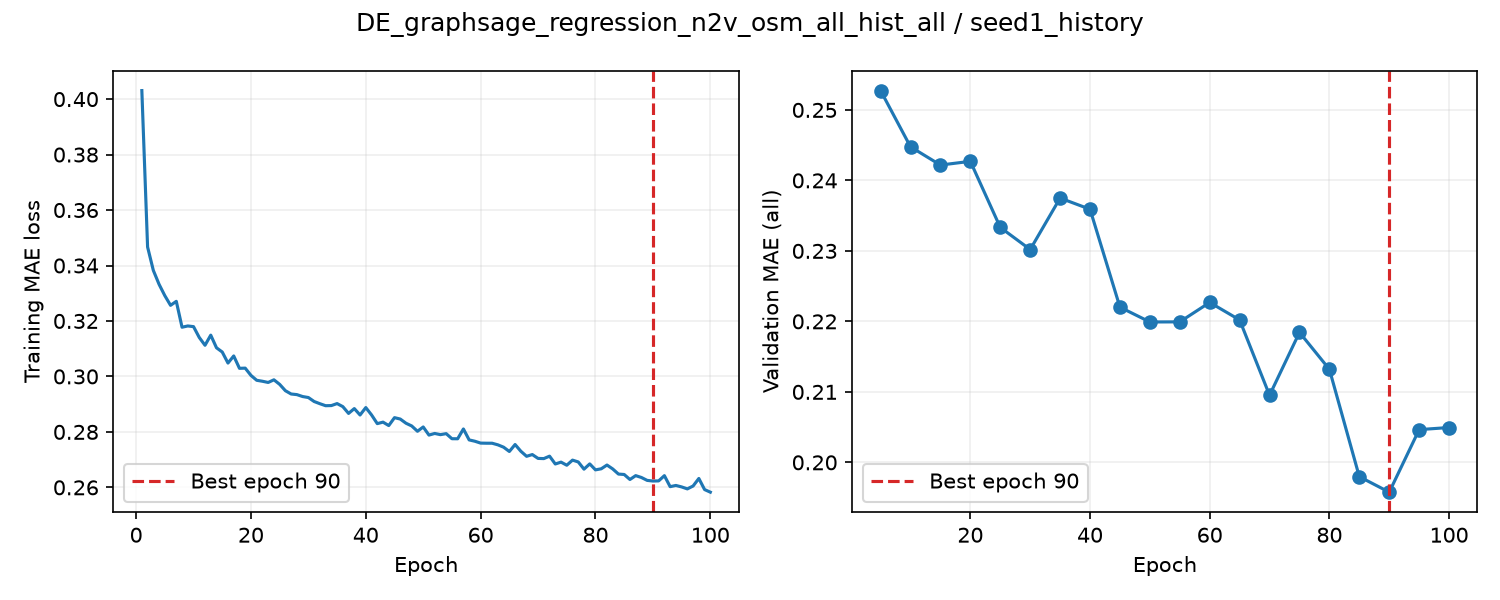 DE_graphsage_regression_n2v_osm_all_hist_all / seed1_history
Training MAE loss
0.40
0.38
0.36
0.34
0.32
0.30
0.28
0.26
Best epoch 90
0 20 40 60 80 100
Epoch
Validation MAE (all)
0.25
0.24
0.23
0.22
0.21
0.20
Best epoch 90
20 40 60 80 100
Epoch